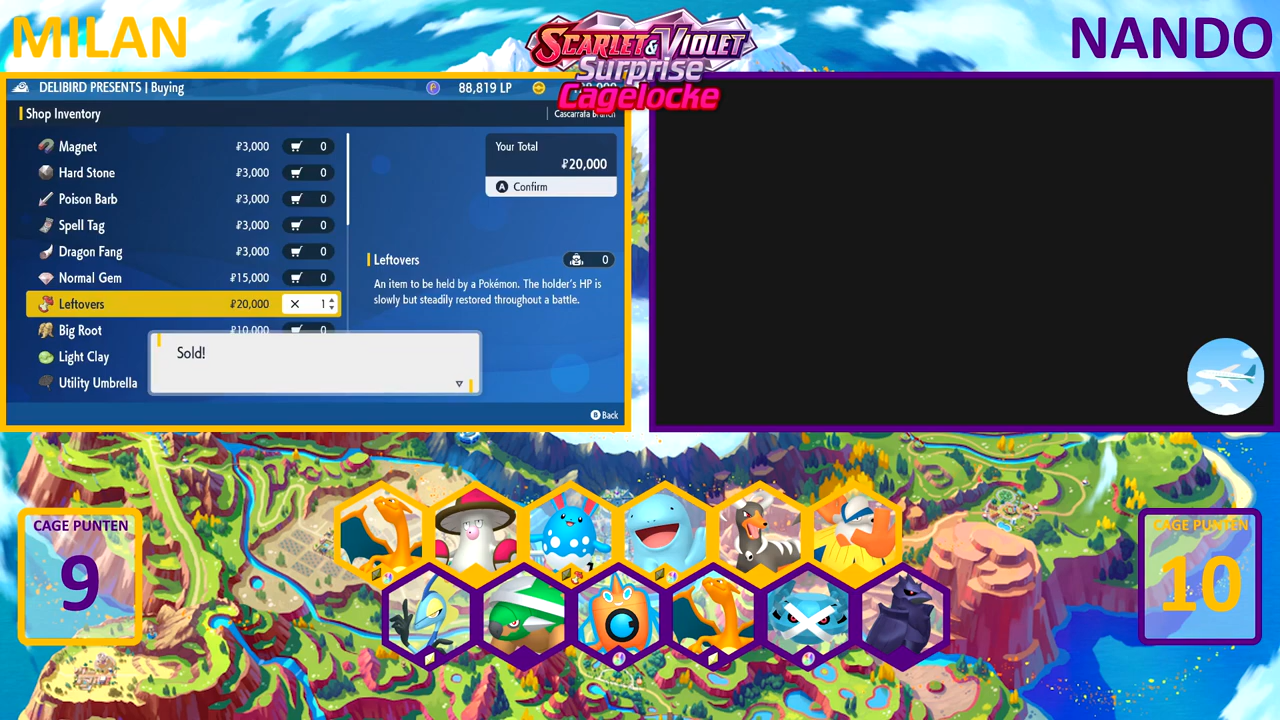 MILAN
SCARLET & VIOLET
Surprise
Cagelocke
NANDO
DELIBIRD PRESENTS | Buying
88,819 LP
Shop Inventory
Cascarrafa Branch
Magnet ₽3,000 0
Hard Stone ₽3,000 0
Poison Barb ₽3,000 0
Spell Tag ₽3,000 0
Dragon Fang ₽3,000 0
Normal Gem ₽15,000 0
Leftovers ₽20,000 × 1
Big Root ₽10,000 0
Light Clay
Utility Umbrella
Your Total
₽20,000
A Confirm
Leftovers 0
An item to be held by a Pokémon. The holder's HP is
slowly but steadily restored throughout a battle.
Sold!
B Back
CAGE PUNTEN
9
CAGE PUNTEN
10